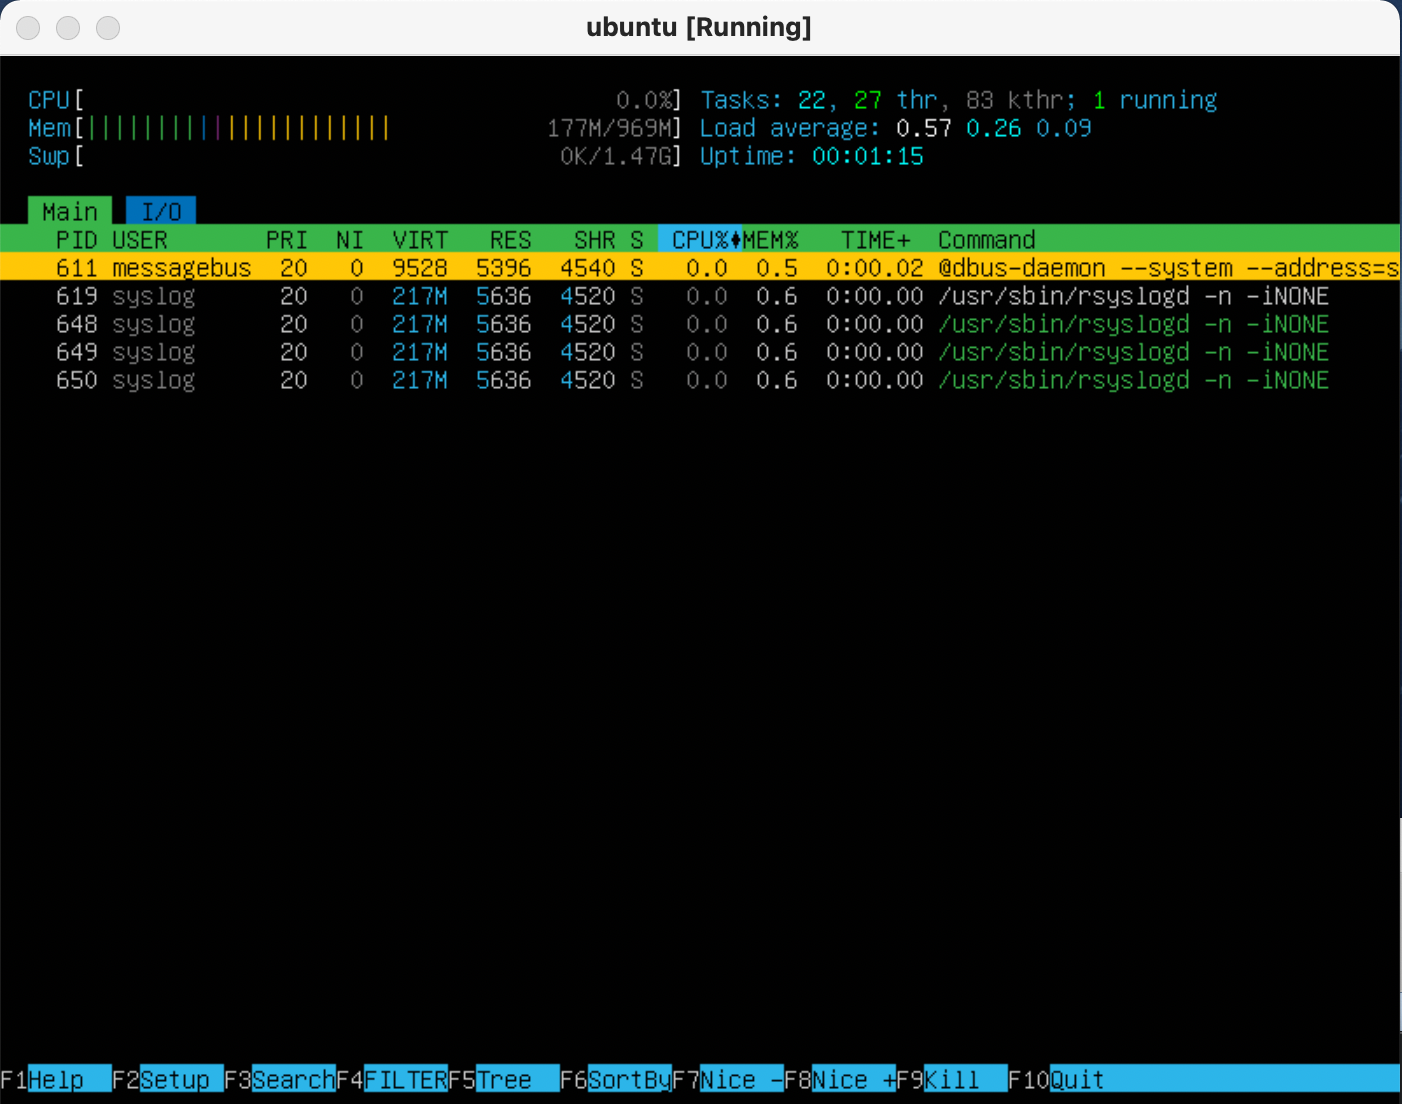 ubuntu [Running]
CPU[ 0.0%] Tasks: 22, 27 thr, 83 kthr; 1 running
Mem[|||||||||||||||||||||| 177M/969M] Load average: 0.57 0.26 0.09
Swp[ 0K/1.47G] Uptime: 00:01:15
Main I/O
PID USER PRI NI VIRT RES SHR S CPU%♦MEM% TIME+ Command
611 messagebus 20 0 9528 5396 4540 S 0.0 0.5 0:00.02 @dbus-daemon --system --address=s
619 syslog 20 0 217M 5636 4520 S 0.0 0.6 0:00.00 /usr/sbin/rsyslogd -n -iNONE
648 syslog 20 0 217M 5636 4520 S 0.0 0.6 0:00.00 /usr/sbin/rsyslogd -n -iNONE
649 syslog 20 0 217M 5636 4520 S 0.0 0.6 0:00.00 /usr/sbin/rsyslogd -n -iNONE
650 syslog 20 0 217M 5636 4520 S 0.0 0.6 0:00.00 /usr/sbin/rsyslogd -n -iNONE
F1Help F2Setup F3SearchF4FILTERF5Tree F6SortByF7Nice -F8Nice +F9Kill F10Quit